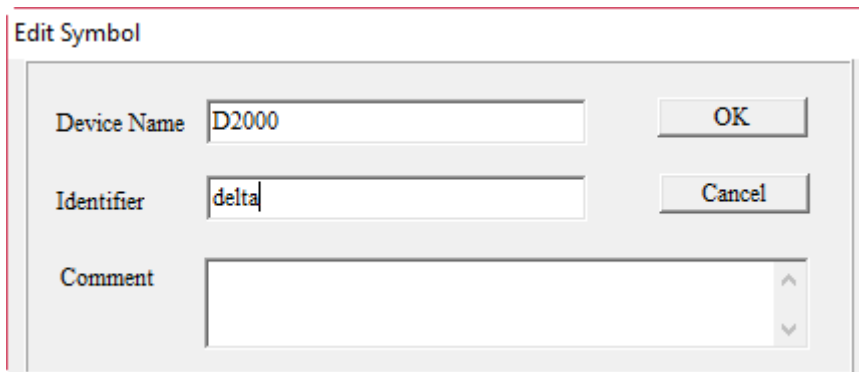 Edit Symbol
Device Name D2000 OK
Identifier delta Cancel
Comment